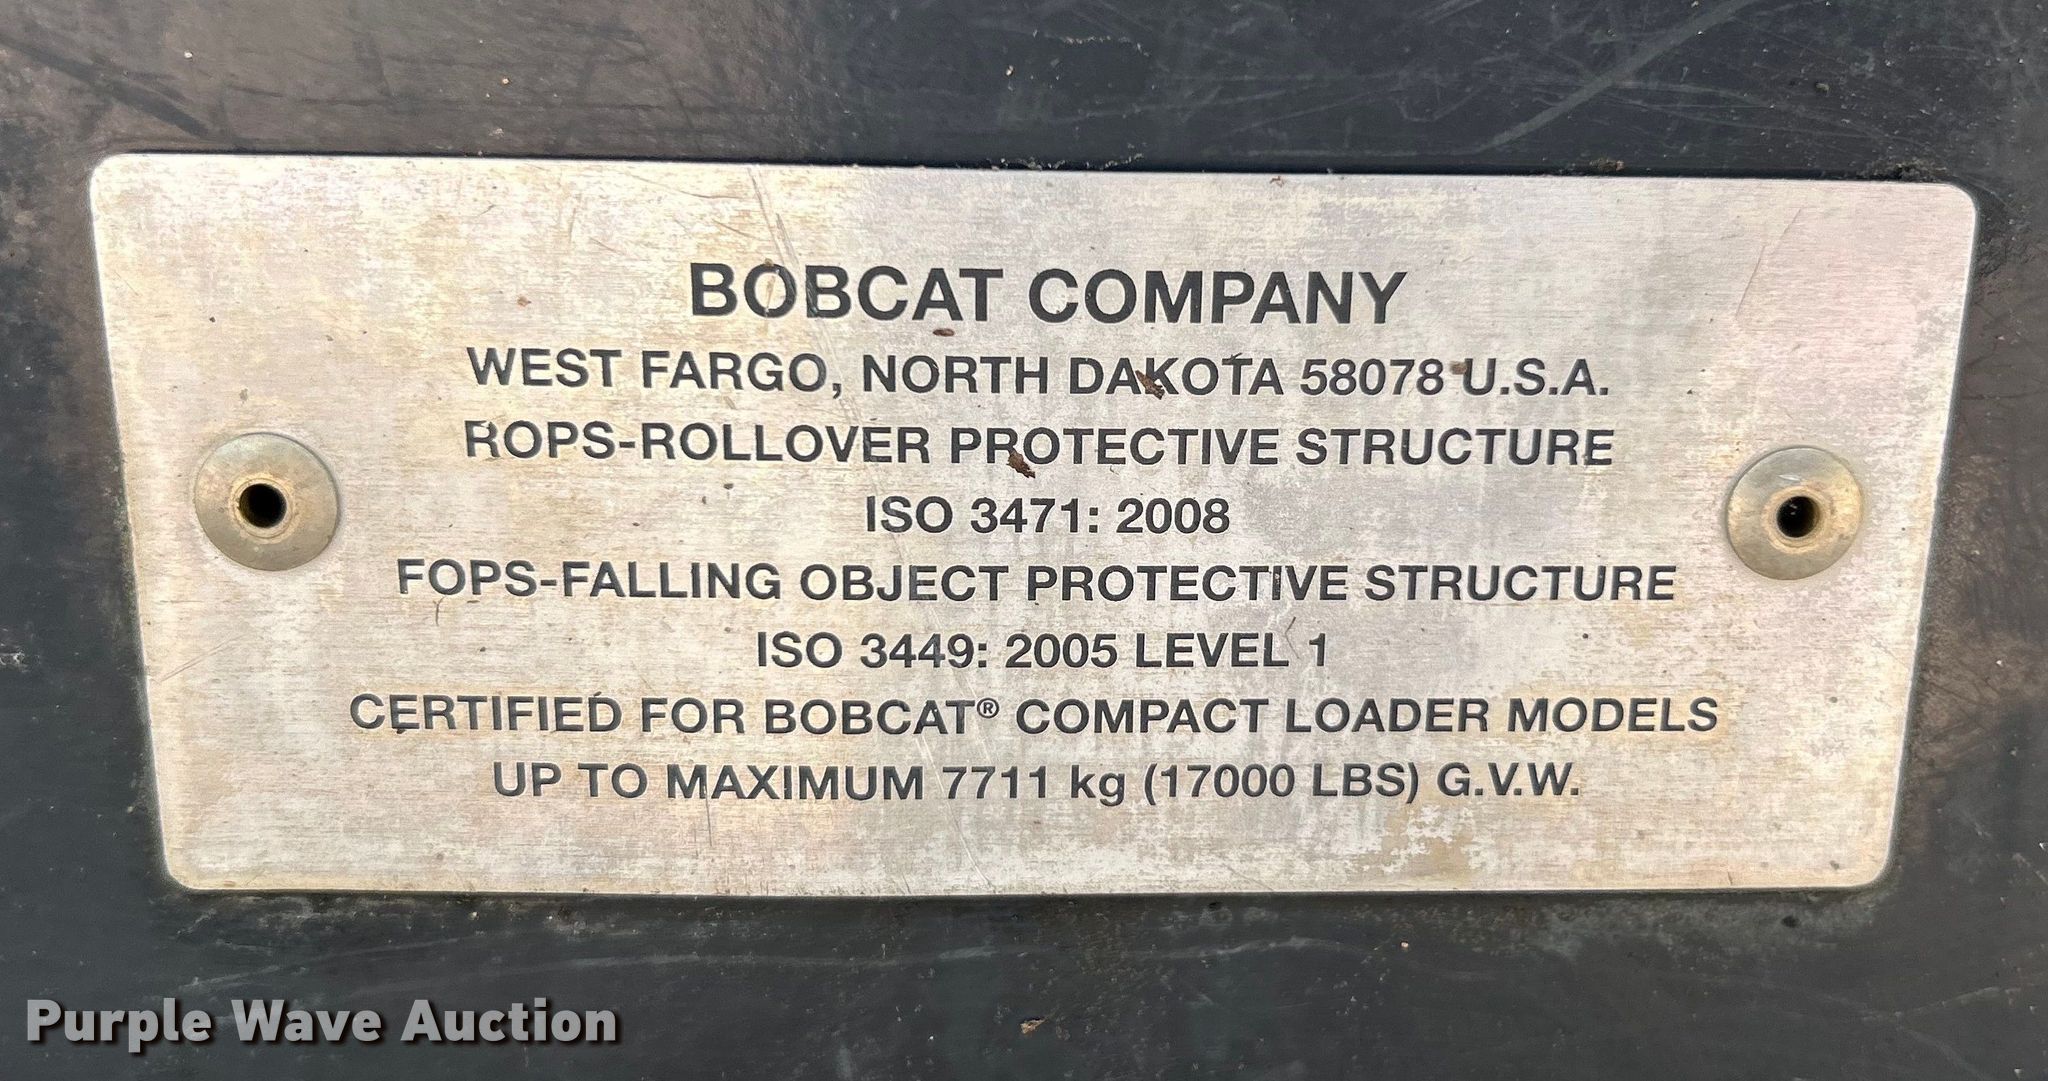 BOBCAT COMPANY
WEST FARGO, NORTH DAKOTA 58078 U.S.A.
ROPS-ROLLOVER PROTECTIVE STRUCTURE
ISO 3471: 2008
FOPS-FALLING OBJECT PROTECTIVE STRUCTURE
ISO 3449: 2005 LEVEL 1
CERTIFIED FOR BOBCAT® COMPACT LOADER MODELS
UP TO MAXIMUM 7711 kg (17000 LBS) G.V.W.
Purple Wave Auction